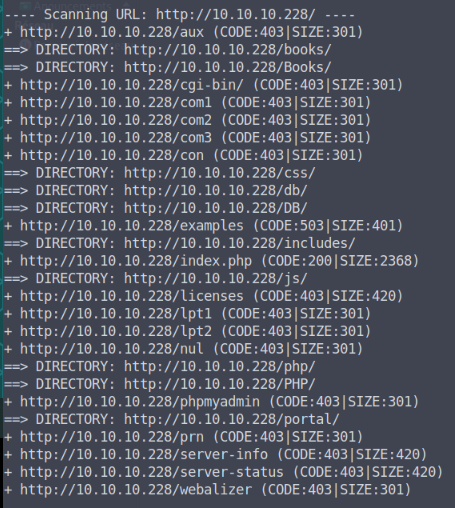 ---- Scanning URL: http://10.10.10.228/ ----
+ http://10.10.10.228/aux (CODE:403|SIZE:301)
==> DIRECTORY: http://10.10.10.228/books/
==> DIRECTORY: http://10.10.10.228/Books/
+ http://10.10.10.228/cgi-bin/ (CODE:403|SIZE:301)
+ http://10.10.10.228/com1 (CODE:403|SIZE:301)
+ http://10.10.10.228/com2 (CODE:403|SIZE:301)
+ http://10.10.10.228/com3 (CODE:403|SIZE:301)
+ http://10.10.10.228/con (CODE:403|SIZE:301)
==> DIRECTORY: http://10.10.10.228/css/
==> DIRECTORY: http://10.10.10.228/db/
==> DIRECTORY: http://10.10.10.228/DB/
+ http://10.10.10.228/examples (CODE:503|SIZE:401)
==> DIRECTORY: http://10.10.10.228/includes/
+ http://10.10.10.228/index.php (CODE:200|SIZE:2368)
==> DIRECTORY: http://10.10.10.228/js/
+ http://10.10.10.228/licenses (CODE:403|SIZE:420)
+ http://10.10.10.228/lpt1 (CODE:403|SIZE:301)
+ http://10.10.10.228/lpt2 (CODE:403|SIZE:301)
+ http://10.10.10.228/nul (CODE:403|SIZE:301)
==> DIRECTORY: http://10.10.10.228/php/
==> DIRECTORY: http://10.10.10.228/PHP/
+ http://10.10.10.228/phpmyadmin (CODE:403|SIZE:301)
==> DIRECTORY: http://10.10.10.228/portal/
+ http://10.10.10.228/prn (CODE:403|SIZE:301)
+ http://10.10.10.228/server-info (CODE:403|SIZE:420)
+ http://10.10.10.228/server-status (CODE:403|SIZE:420)
+ http://10.10.10.228/webalizer (CODE:403|SIZE:301)